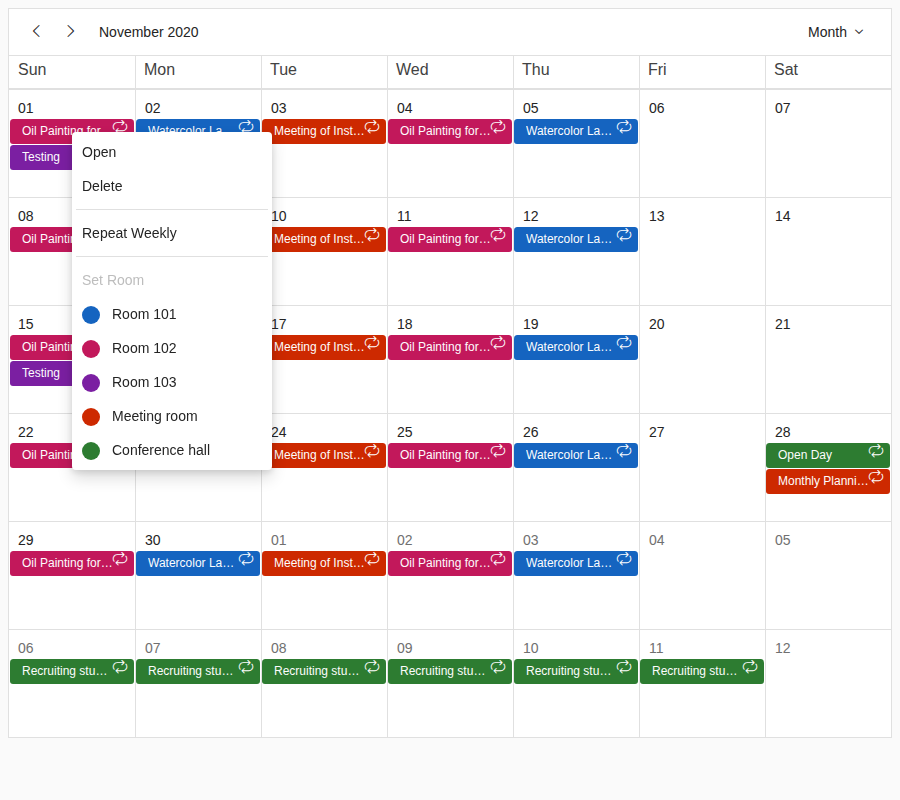 November 2020 Month
Sun Mon Tue Wed Thu Fri Sat
01 02 03 04 05 06 07
Oil Painting for Watercolor La Meeting of Inst… Oil Painting for… Watercolor La…
Testing
Open
Delete
08 10 11 12 13 14
Oil Painti Meeting of Inst… Oil Painting for… Watercolor La…
Repeat Weekly
Set Room
Room 101
15 17 18 19 20 21
Oil Painti Meeting of Inst… Oil Painting for… Watercolor La…
Room 102
Testing
Room 103
Meeting room
22 24 25 26 27 28
Oil Painti Meeting of Inst… Oil Painting for… Watercolor La… Open Day
Conference hall
Monthly Planni…
29 30 01 02 03 04 05
Oil Painting for… Watercolor La… Meeting of Inst… Oil Painting for… Watercolor La…
06 07 08 09 10 11 12
Recruiting stu… Recruiting stu… Recruiting stu… Recruiting stu… Recruiting stu… Recruiting stu…